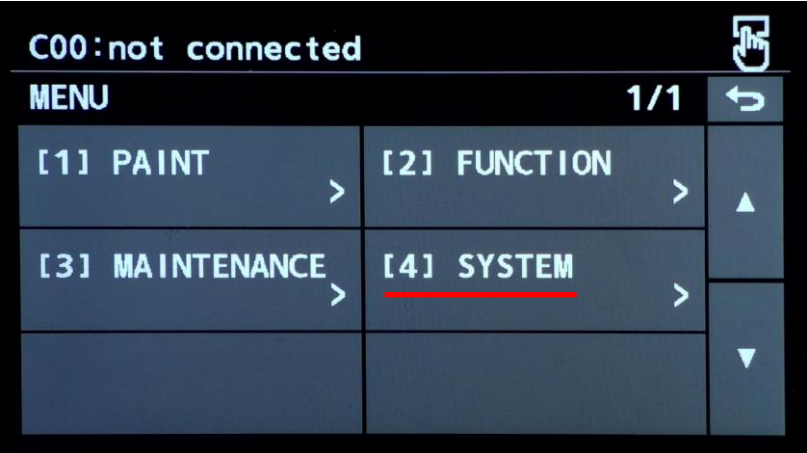 C00:not connected
MENU 1/1
[1] PAINT > [2] FUNCTION >
[3] MAINTENANCE > [4] SYSTEM >